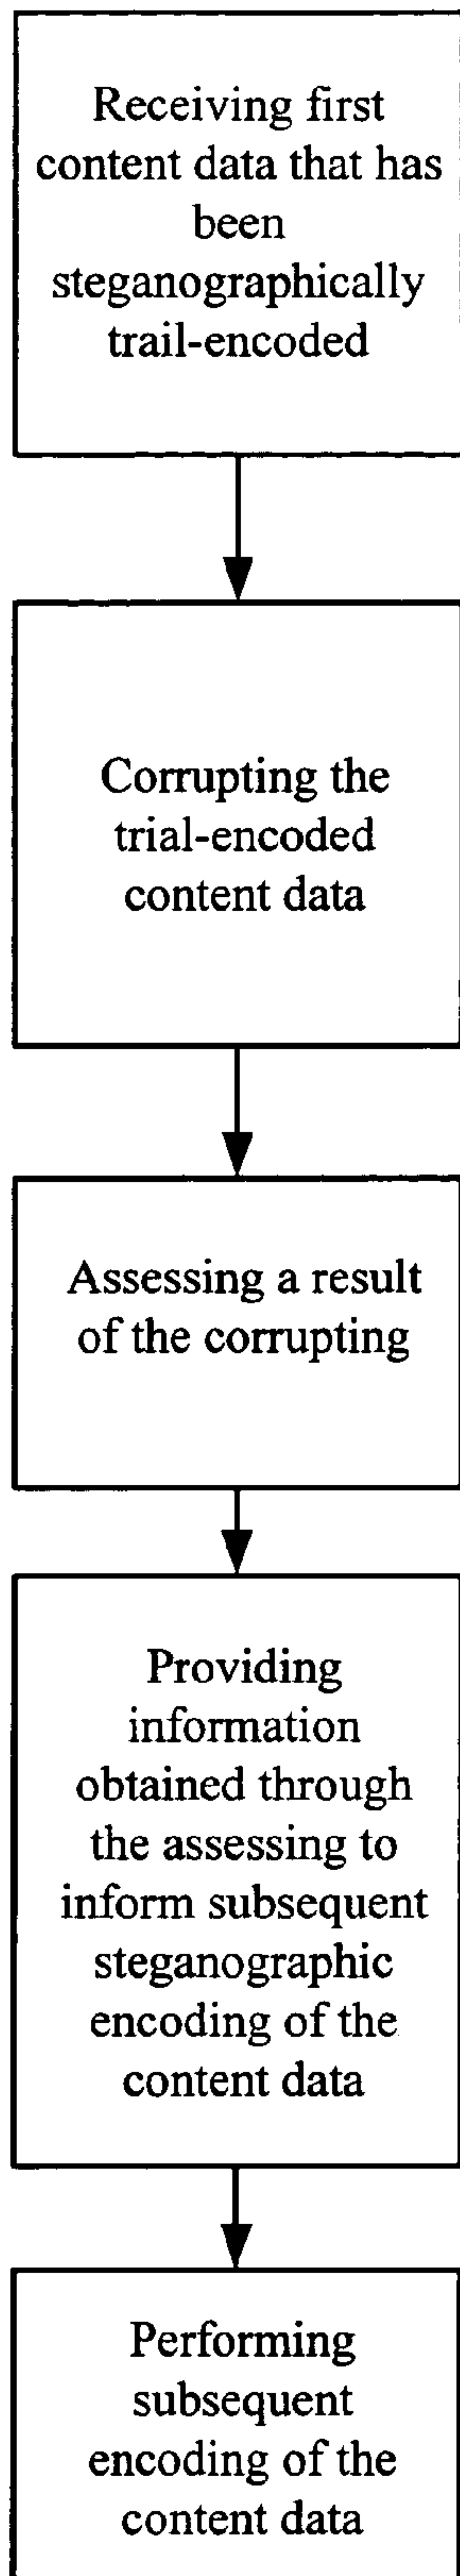 Receiving first
content data that has
been
steganographically
trail-encoded
Corrupting the
trial-encoded
content data
Assessing a result
of the corrupting
Providing
information
obtained through
the assessing to
inform subsequent
steganographic
encoding of the
content data
Performing
subsequent
encoding of the
content data